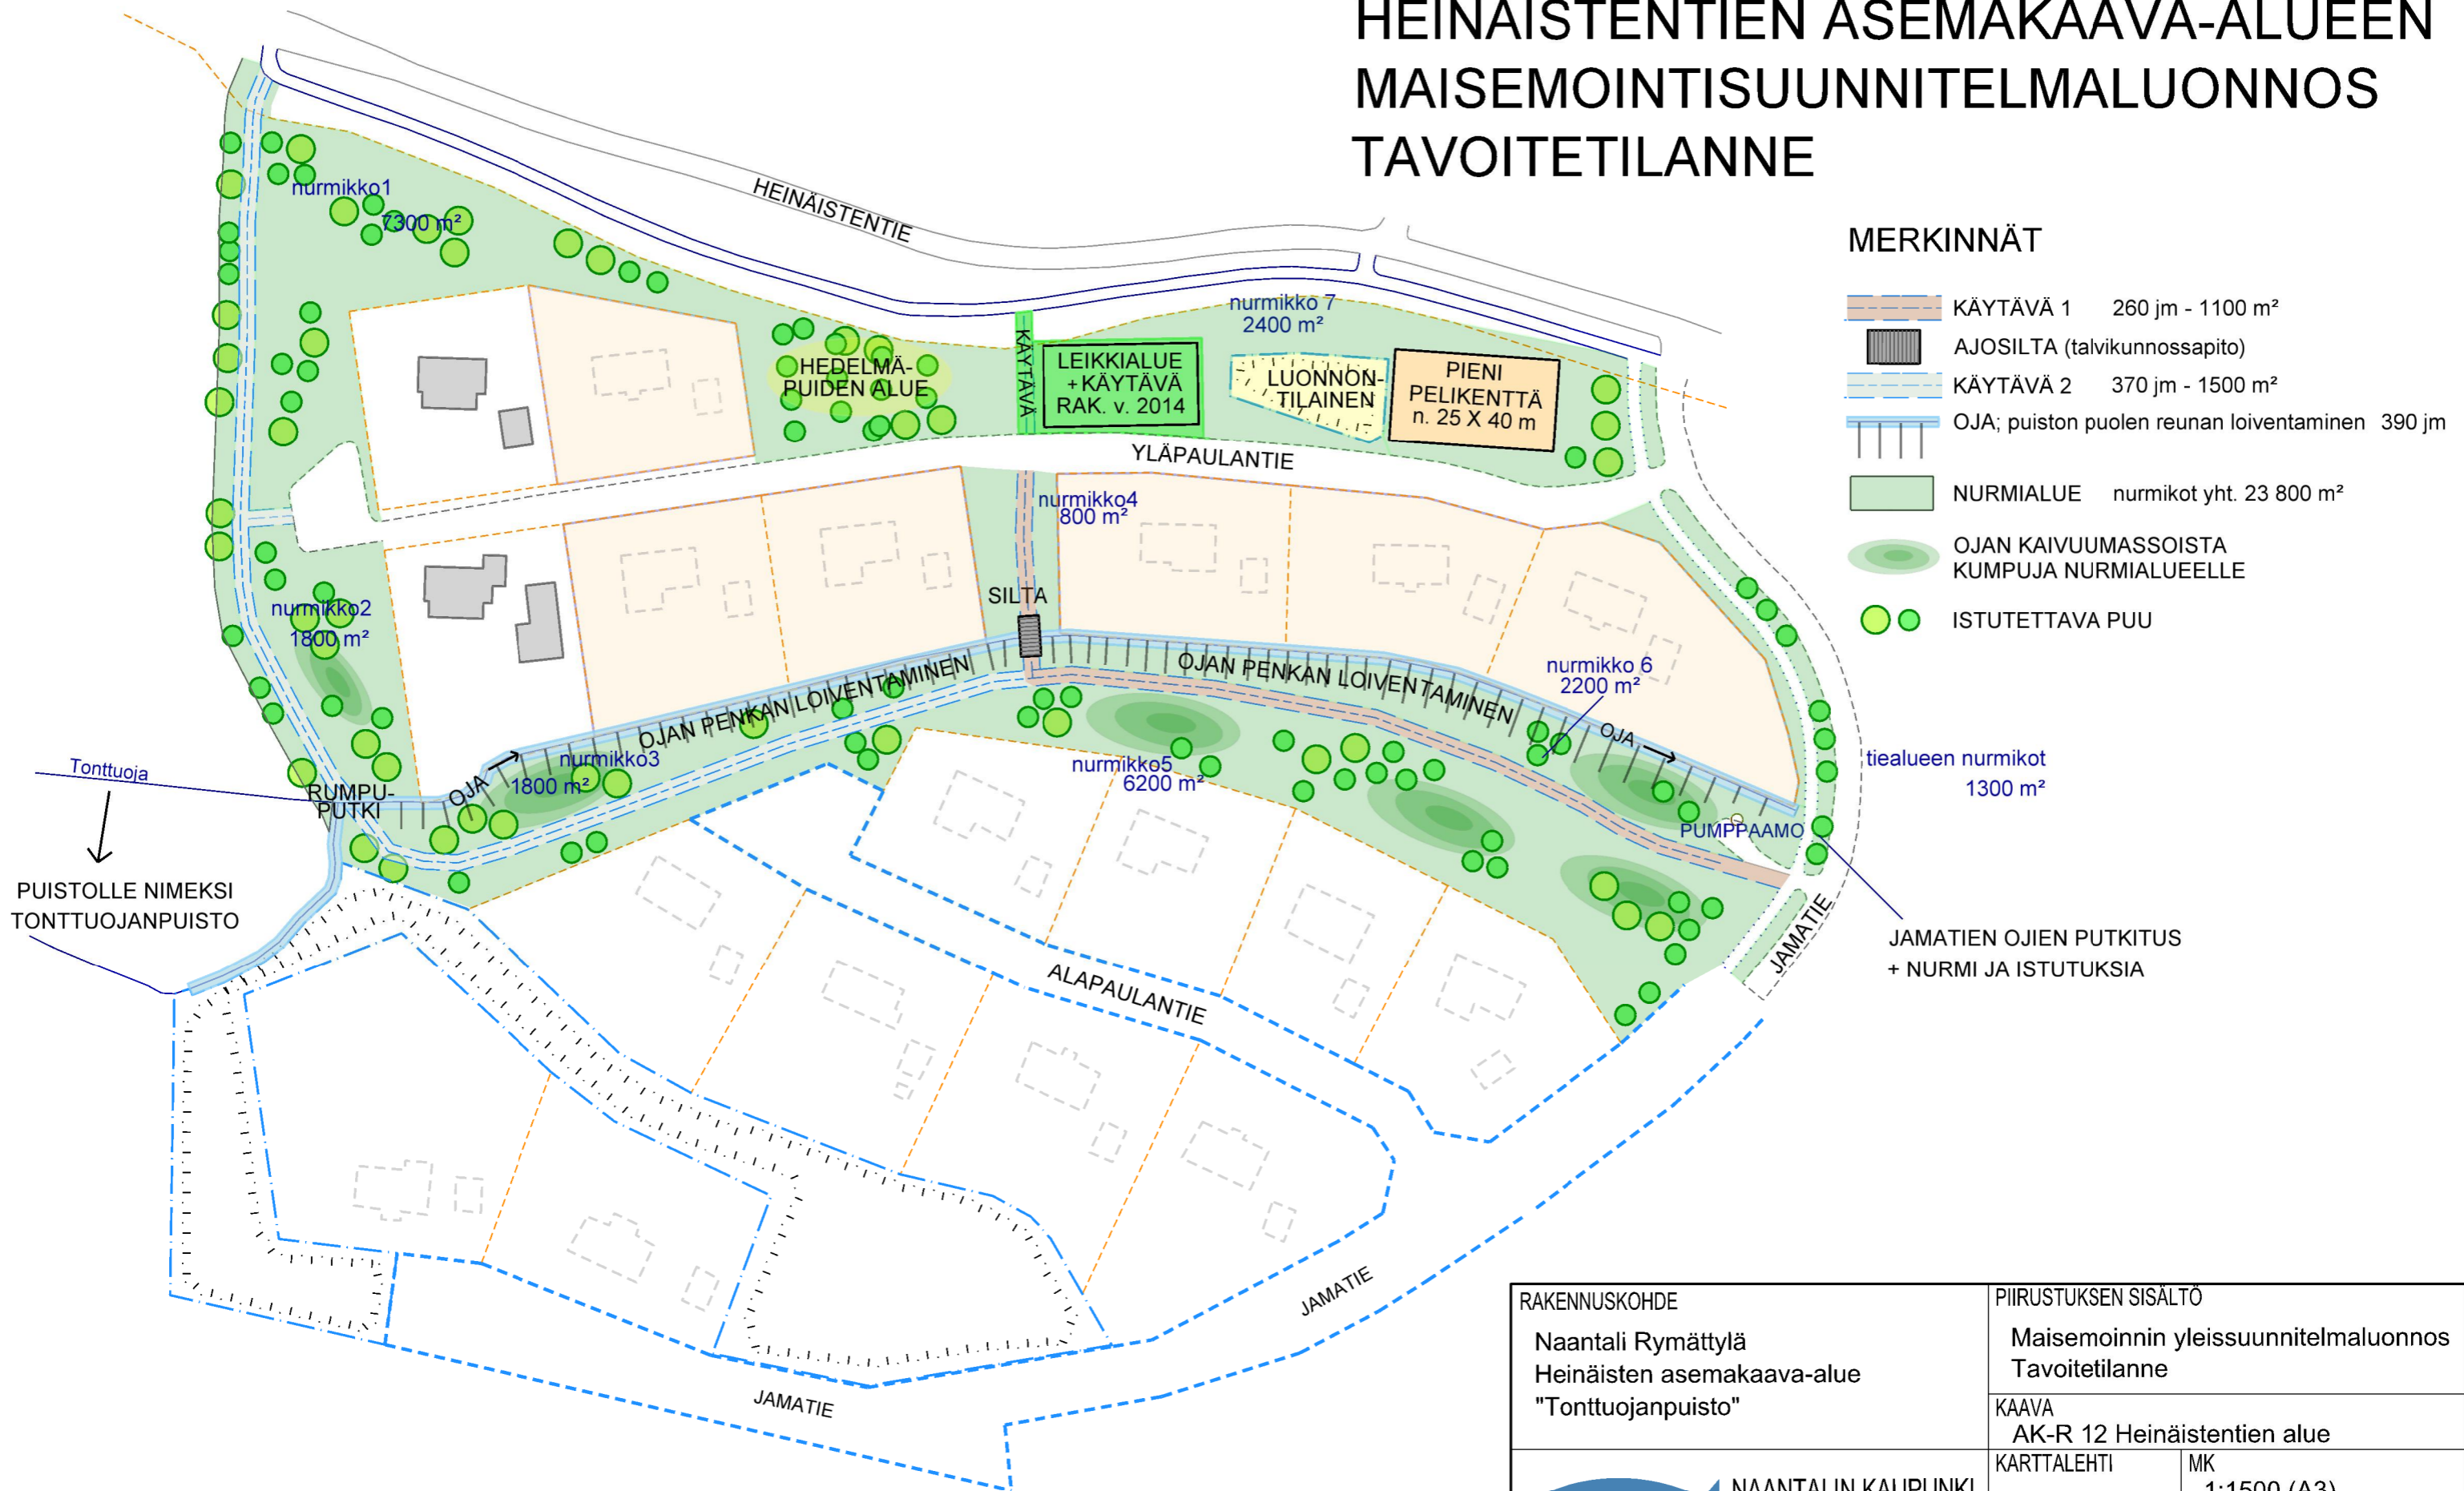 HEINÄISTENTIEN ASEMAKAAVA-ALUEEN
MAISEMOINTISUUNNITELMALUONNOS
TAVOITETILANNE
MERKINNÄT
KÄYTÄVÄ 1 260 jm - 1100 m²
AJOSILTA (talvikunnossapito)
KÄYTÄVÄ 2 370 jm - 1500 m²
OJA; puiston puolen reunan loiventaminen 390 jm
NURMIALUE nurmikot yht. 23 800 m²
OJAN KAIVUUMASSOISTA
KUMPUJA NURMIALUEELLE
ISTUTETTAVA PUU
HEINÄISTENTIE
nurmikko1
7300 m²
nurmikko 7
2400 m²
HEDELMÄ-
PUIDEN ALUE
KÄYTÄVÄ
LEIKKIALUE
+KÄYTÄVÄ
RAK. v. 2014
LUONNON-
TILAINEN
PIENI
PELIKENTTÄ
n. 25 X 40 m
YLÄPAULANTIE
nurmikko4
800 m²
SILTA
nurmikko2
1800 m²
OJAN PENKAN LOIVENTAMINEN
OJAN PENKAN LOIVENTAMINEN
nurmikko 6
2200 m²
OJA
OJA
nurmikko3
1800 m²
nurmikko5
6200 m²
tiealueen nurmikot
1300 m²
Tonttuoja
RUMPU-
PUTKI
PUMPPAAMO
PUISTOLLE NIMEKSI
TONTTUOJANPUISTO
JAMATIE
JAMATIEN OJIEN PUTKITUS
+ NURMI JA ISTUTUKSIA
ALAPAULANTIE
JAMATIE
JAMATIE
RAKENNUSKOHDE
Naantali Rymättylä
Heinäisten asemakaava-alue
"Tonttuojanpuisto"
PIIRUSTUKSEN SISÄLTÖ
Maisemoinnin yleissuunnitelmaluonnos
Tavoitetilanne
KAAVA
AK-R 12 Heinäistentien alue
KARTTALEHTI
MK
1:1500 (A3)
NAANTALIN KAUPUNKI